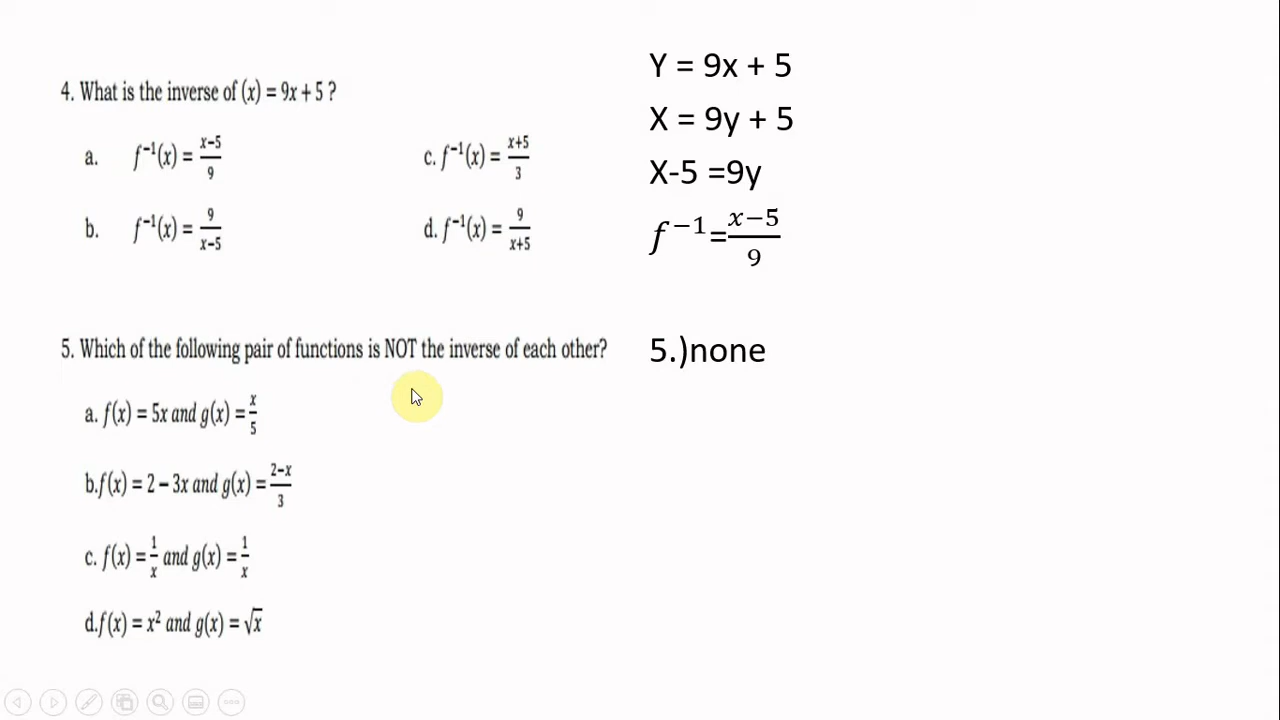 4. What is the inverse of (x) = 9x + 5 ?
a. f⁻¹(x) = (x−5)/9
c. f⁻¹(x) = (x+5)/3
b. f⁻¹(x) = 9/(x−5)
d. f⁻¹(x) = 9/(x+5)
5. Which of the following pair of functions is NOT the inverse of each other?
a. f(x) = 5x and g(x) = x/5
b.f(x) = 2 − 3x and g(x) = (2−x)/3
c. f(x) = 1/x and g(x) = 1/x
d.f(x) = x² and g(x) = √x
Y = 9x + 5
X = 9y + 5
X-5 =9y
f⁻¹=(x−5)/9
5.)none